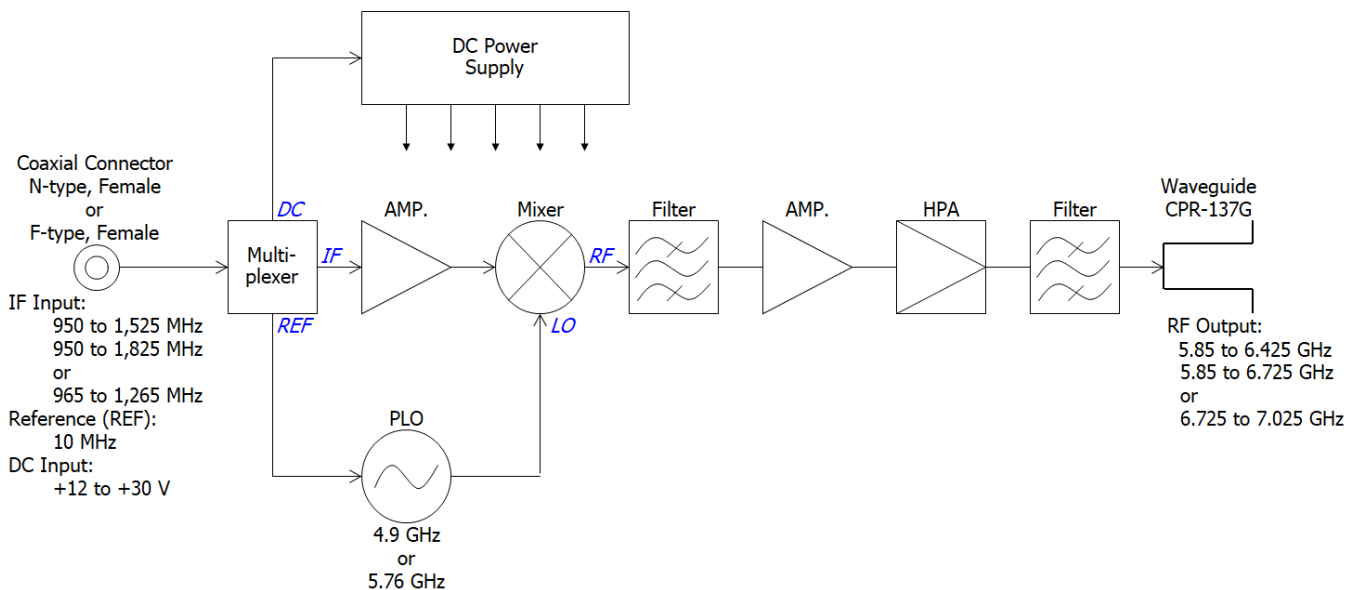 DC Power
Supply
Coaxial Connector
N-type, Female
or
F-type, Female
DC
Multi-
plexer
IF
REF
AMP.
Mixer
RF
LO
Filter
AMP.
HPA
Filter
Waveguide
CPR-137G
IF Input:
950 to 1,525 MHz
950 to 1,825 MHz
or
965 to 1,265 MHz
Reference (REF):
10 MHz
DC Input:
+12 to +30 V
PLO
4.9 GHz
or
5.76 GHz
RF Output:
5.85 to 6.425 GHz
5.85 to 6.725 GHz
or
6.725 to 7.025 GHz